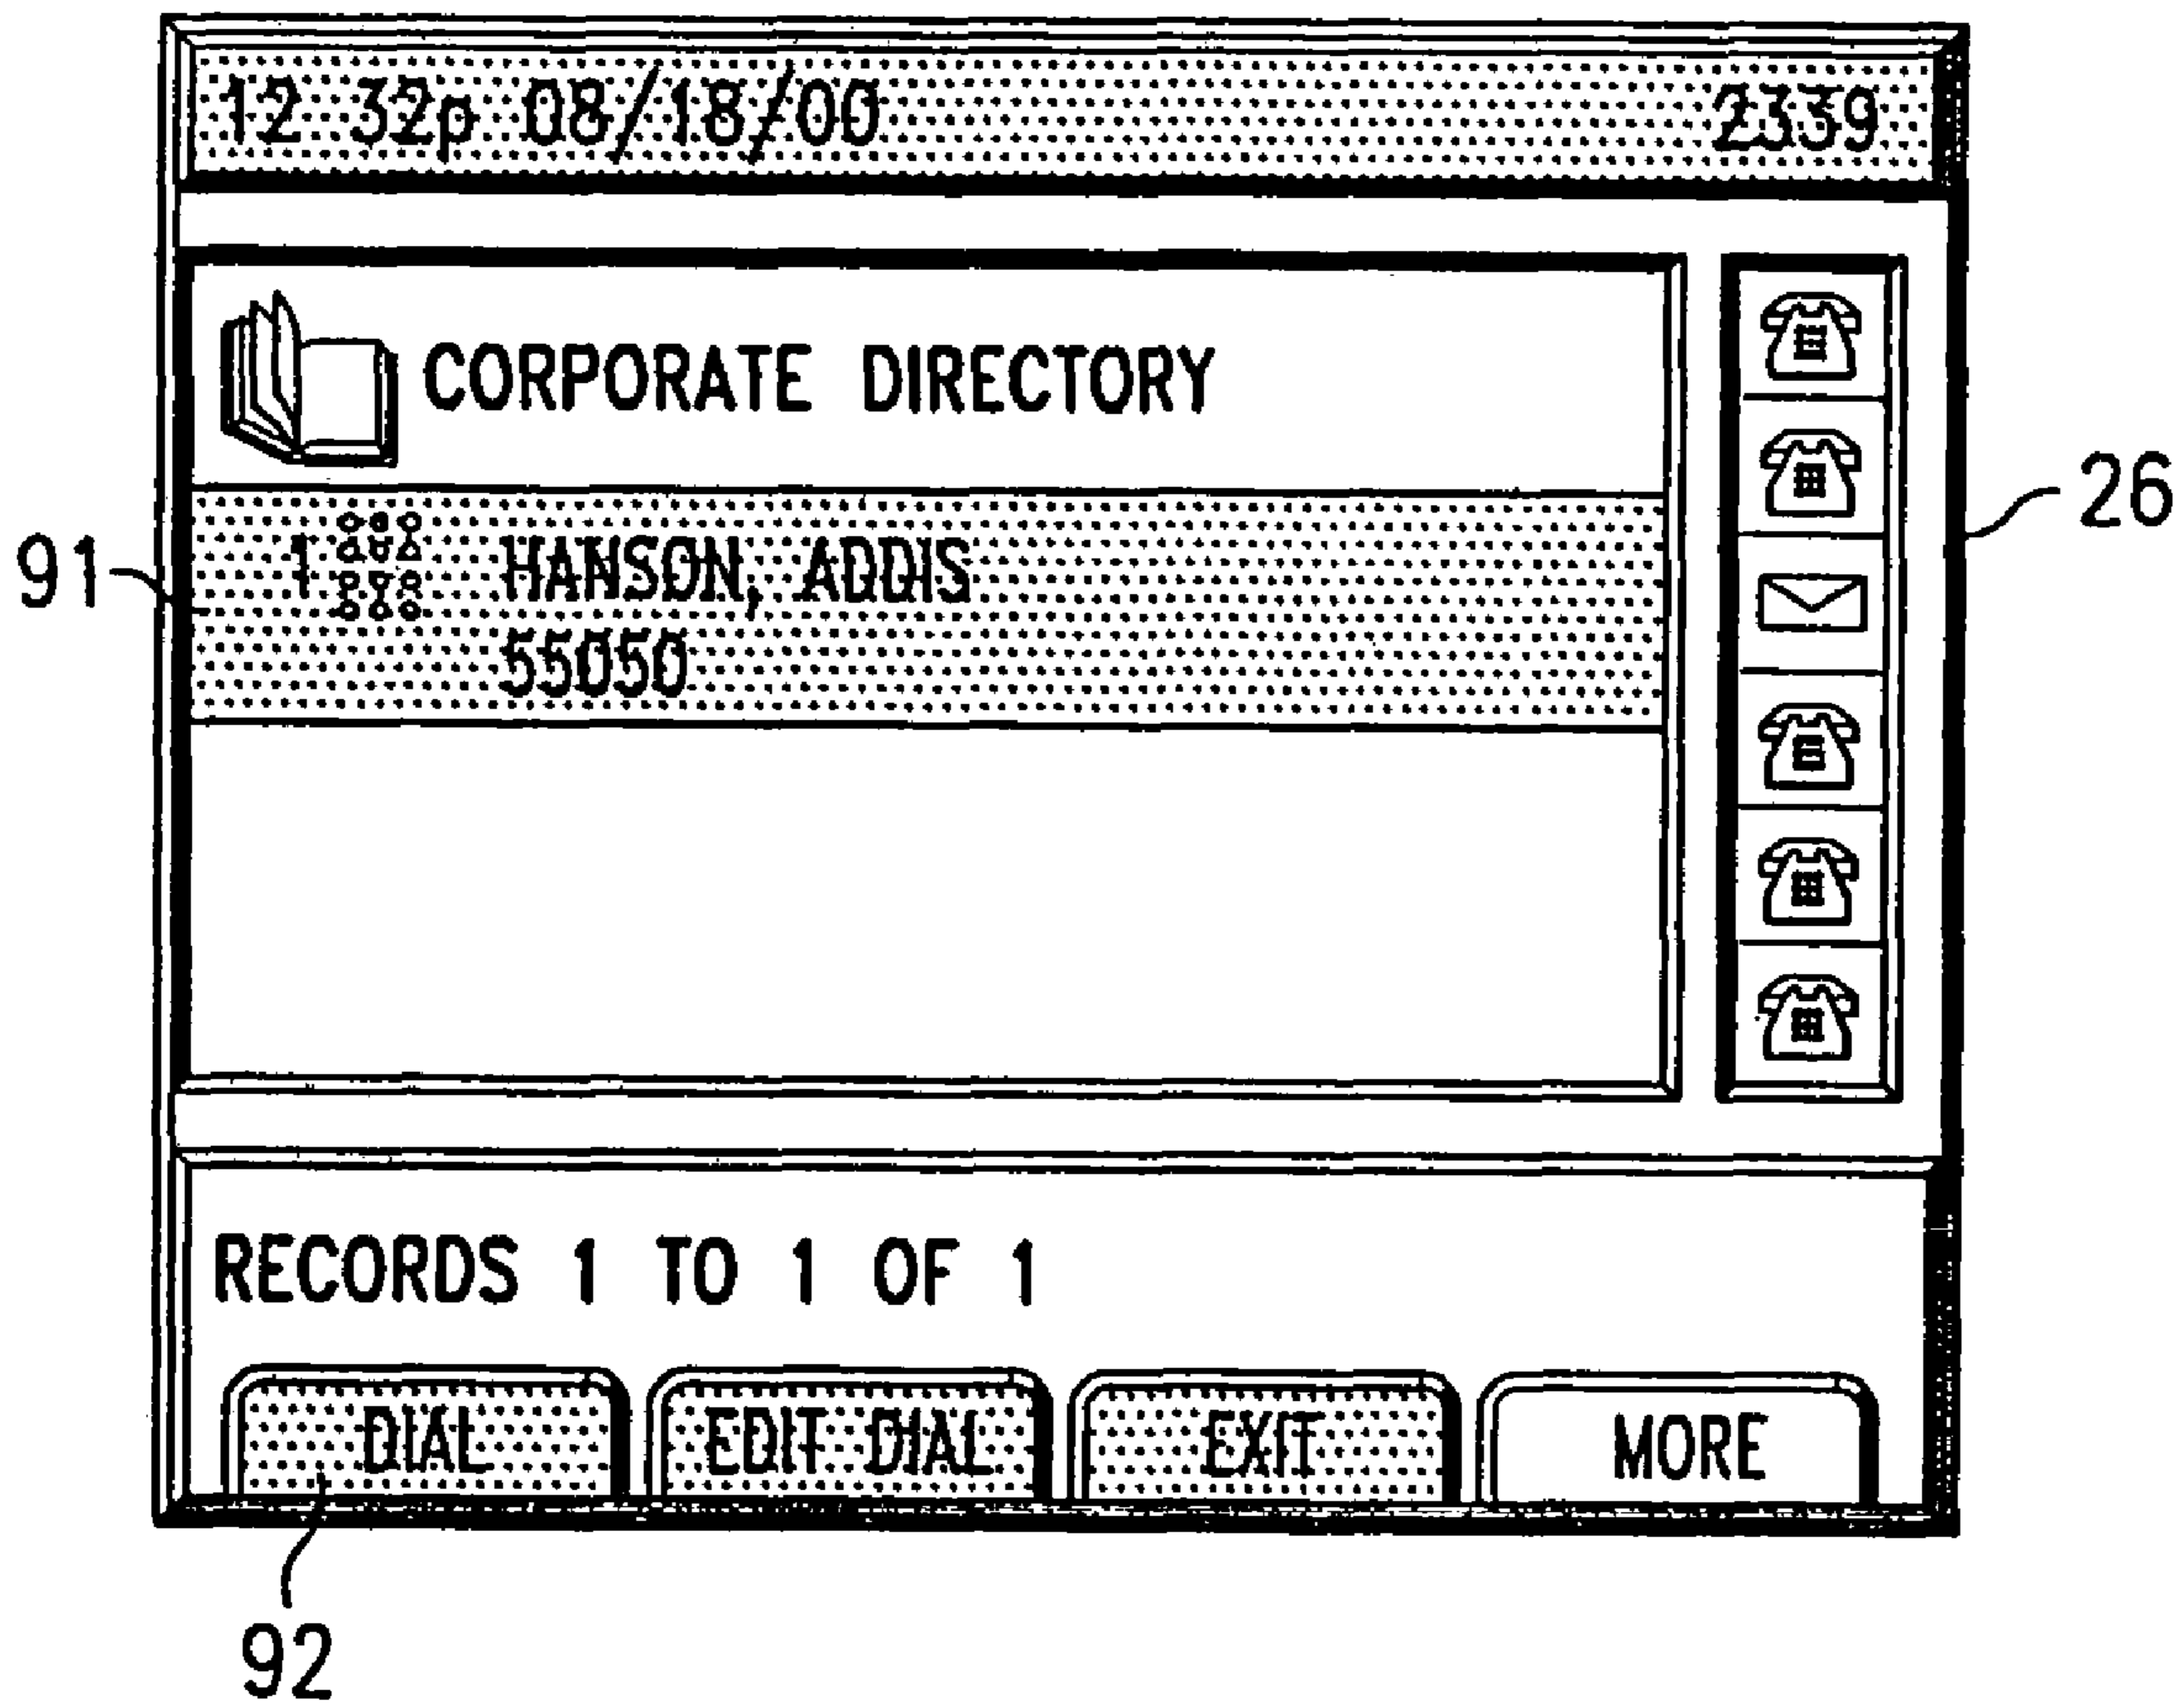 12 32p 08/18/00 2339
CORPORATE DIRECTORY
26
91
1 HANSON, ADDIS
55050
RECORDS 1 TO 1 OF 1
DIAL EDIT DIAL EXIT MORE
92